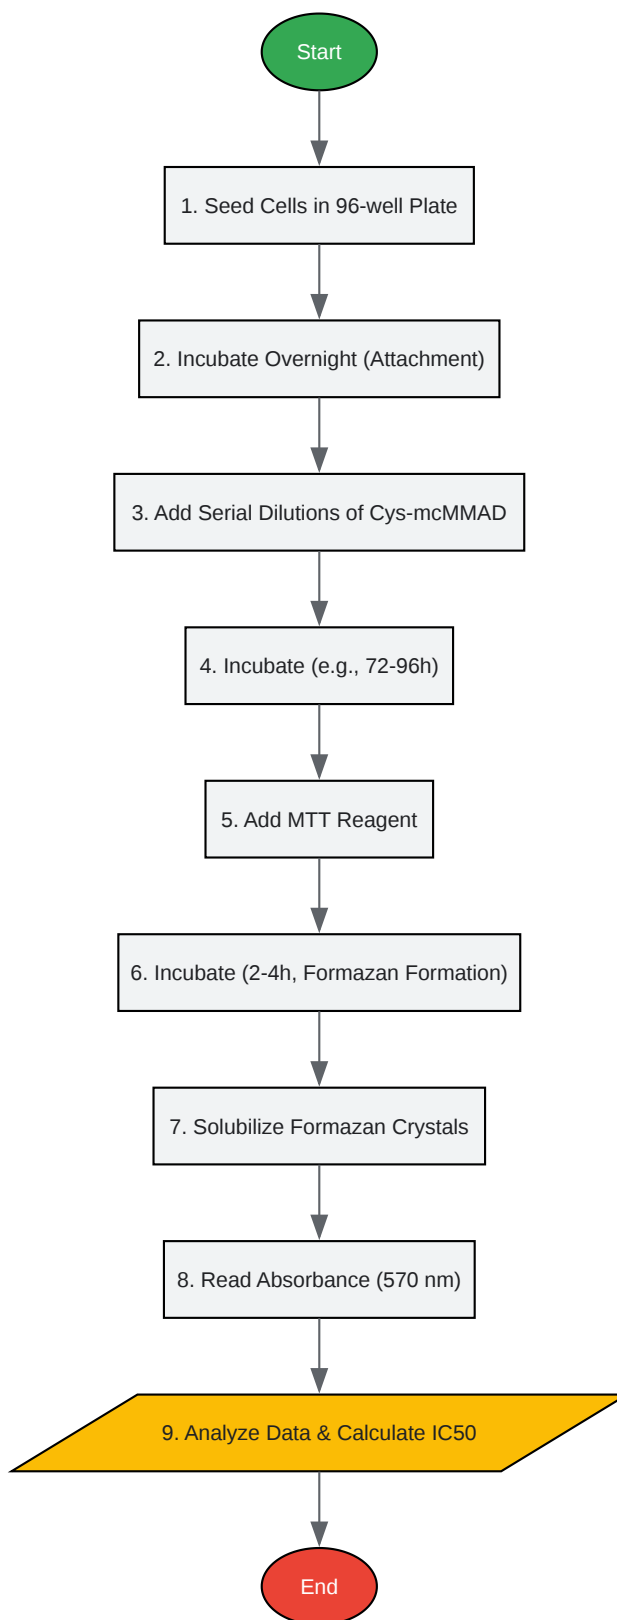 Start
1. Seed Cells in 96-well Plate
2. Incubate Overnight (Attachment)
3. Add Serial Dilutions of Cys-mcMMAD
4. Incubate (e.g., 72-96h)
5. Add MTT Reagent
6. Incubate (2-4h, Formazan Formation)
7. Solubilize Formazan Crystals
8. Read Absorbance (570 nm)
9. Analyze Data & Calculate IC50
End